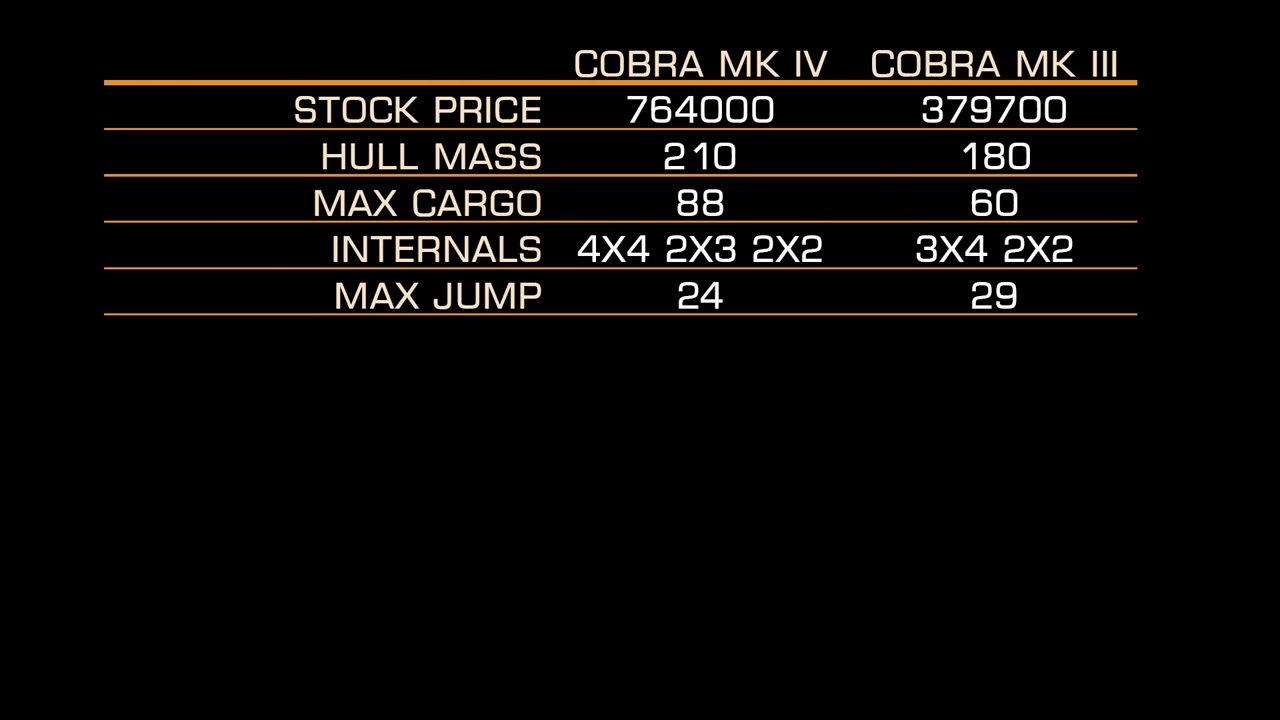 COBRA MK IV COBRA MK III
STOCK PRICE 764000 379700
HULL MASS 210 180
MAX CARGO 88 60
INTERNALS 4X4 2X3 2X2 3X4 2X2
MAX JUMP 24 29